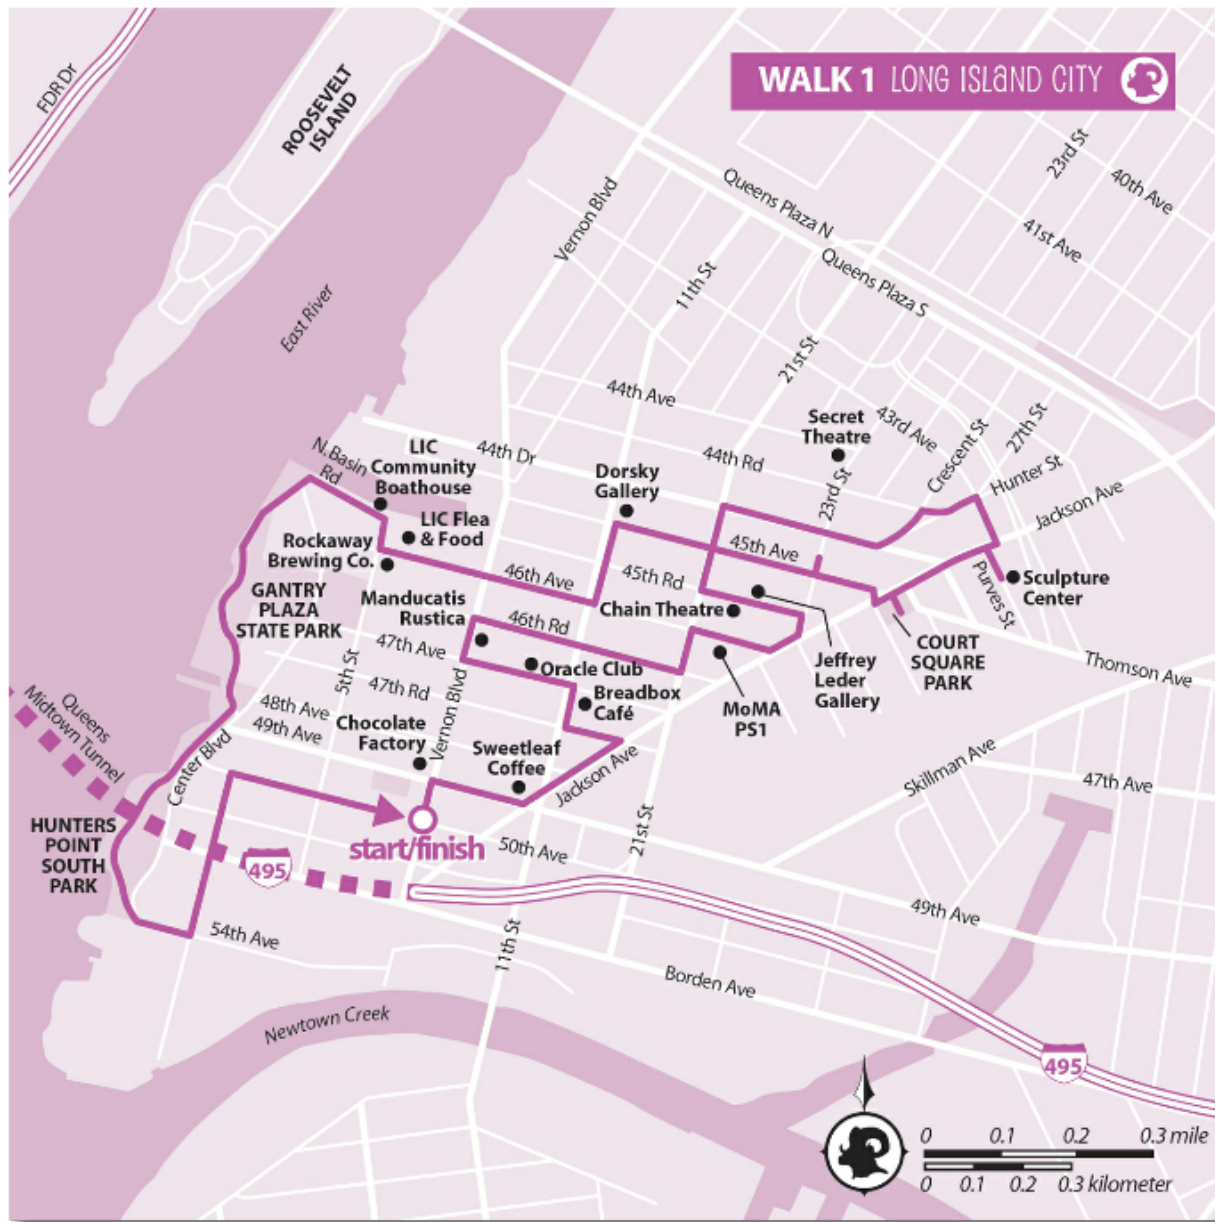 WALK 1 LONG ISLAND CITY
FDR Dr
ROOSEVELT
ISLAND
East River
Vernon Blvd
Queens Plaza N
Queens Plaza S
23rd St
40th Ave
41st Ave
11th St
21st St
44th Ave
43rd Ave
Secret
Theatre
Crescent St
27th St
Hunter St
Jackson Ave
N. Basin
Rd
LIC
Community
Boathouse
44th Dr
Dorsky
Gallery
44th Rd
23rd St
LIC Flea
& Food
Rockaway
Brewing Co.
46th Ave
45th Ave
45th Rd
Purves St
Sculpture
Center
GANTRY
PLAZA
STATE PARK
Manducatis
Rustica
46th Rd
Chain Theatre
COURT
SQUARE
PARK
Jeffrey
Leder
Gallery
Thomson Ave
47th Ave
5th St
Oracle Club
47th Rd
Vernon Blvd
Breadbox
Café
MoMA
PS1
Queens
Midtown Tunnel
48th Ave
49th Ave
Chocolate
Factory
Sweetleaf
Coffee
Jackson Ave
Skillman Ave
47th Ave
Center Blvd
HUNTERS
POINT
SOUTH
PARK
start/finish
50th Ave
21st St
495
49th Ave
54th Ave
11th St
Borden Ave
Newtown Creek
495
0 0.1 0.2 0.3 mile
0 0.1 0.2 0.3 kilometer